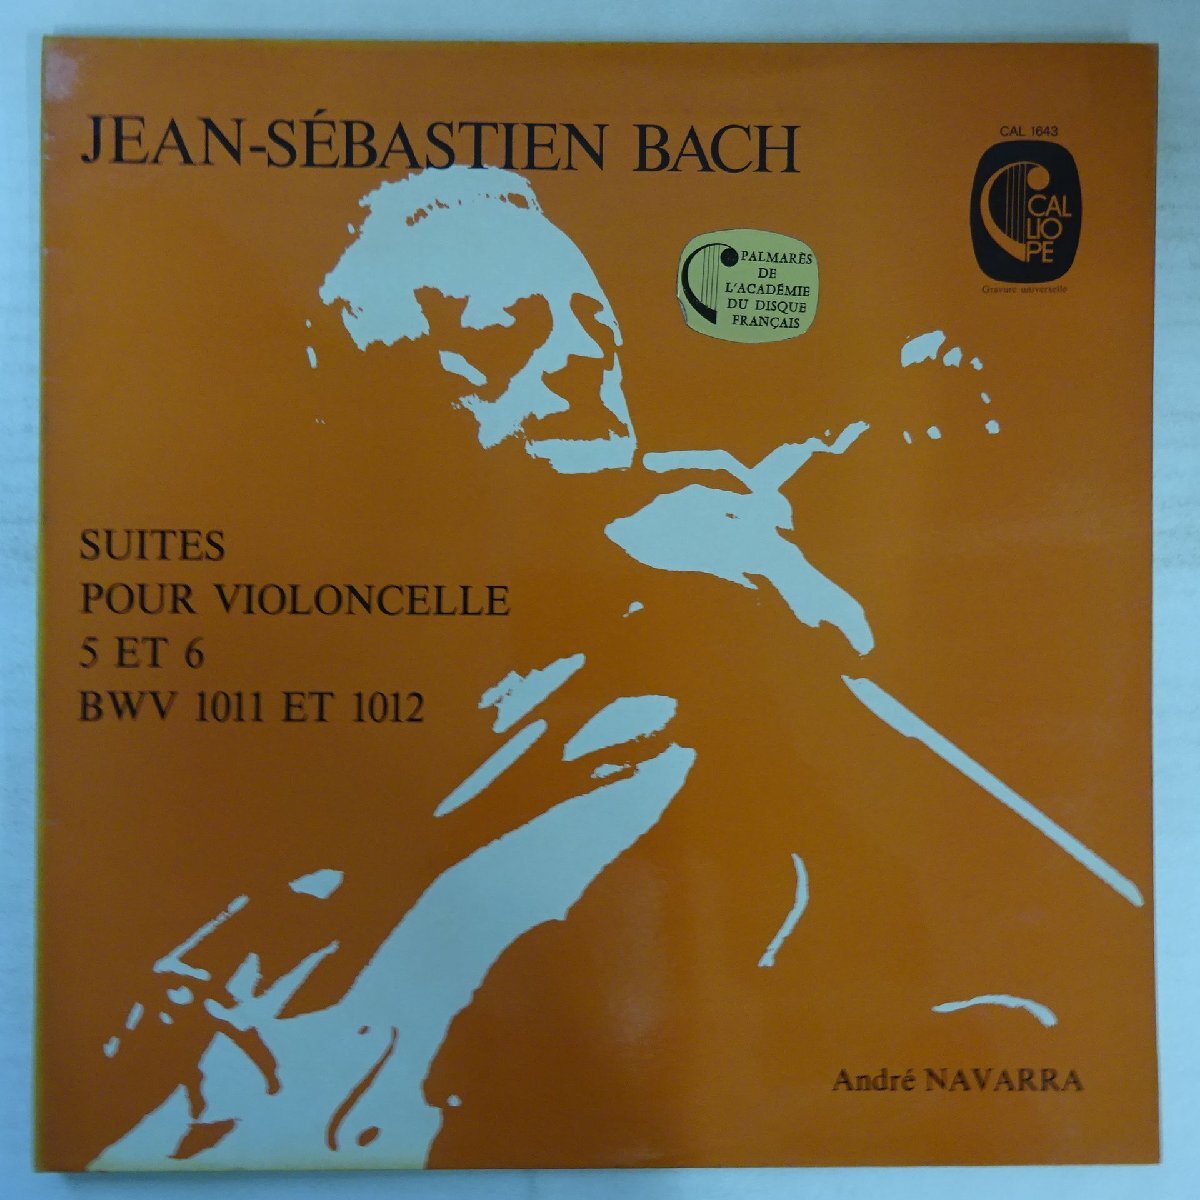 JEAN-SÉBASTIEN BACH
CAL 1643
CAL
LIO
PE
Gravure universelle
PALMARÈS
DE
L'ACADÉMIE
DU DISQUE
FRANÇAIS
SUITES
POUR VIOLONCELLE
5 ET 6
BWV 1011 ET 1012
André NAVARRA